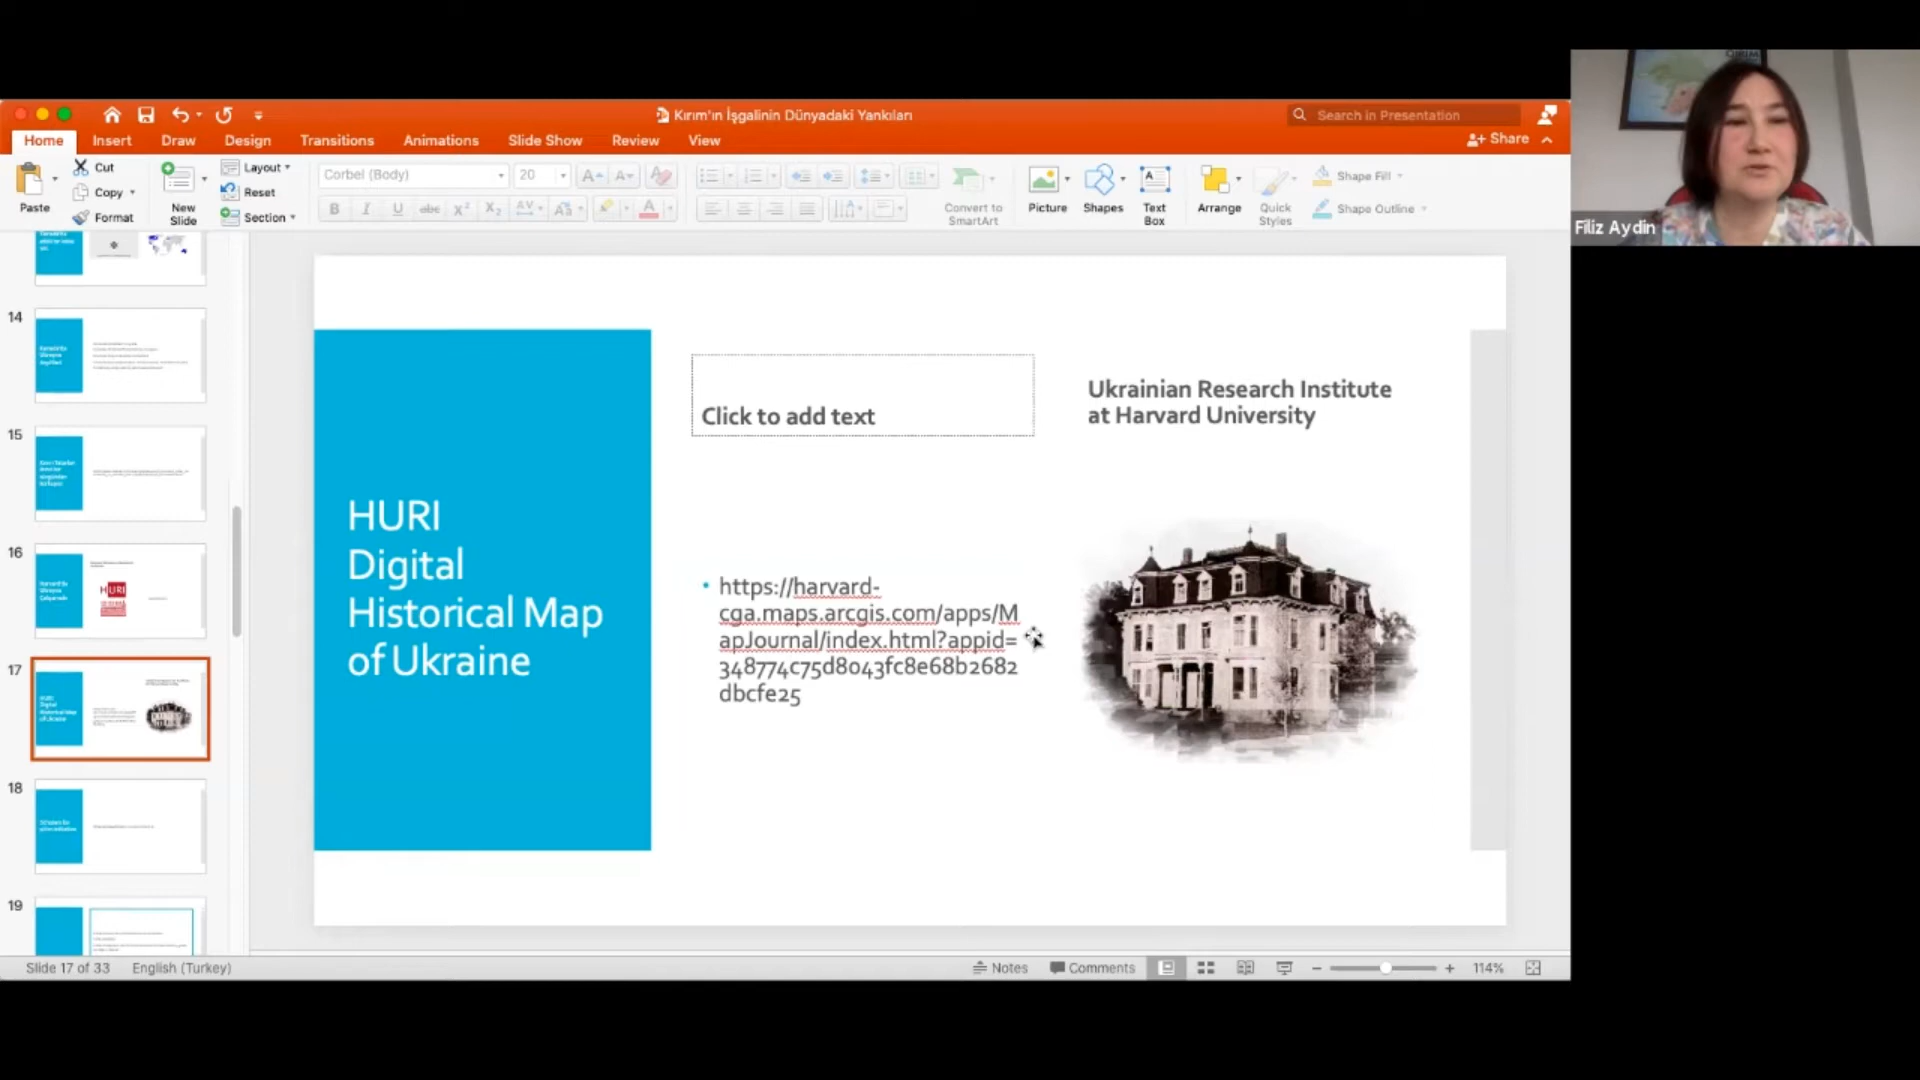 Kırım'ın İşgalinin Dünyadaki Yankıları
Search in Presentation
Home Insert Draw Design Transitions Animations Slide Show Review View
Share
Paste
Cut
Copy
Format
New
Slide
Layout
Reset
Section
Corbel (Body) 20
Convert to
SmartArt
Picture
Shapes
Text
Box
Arrange
Quick
Styles
Shape Fill
Shape Outline
Filiz Aydin
14
15
16
HURI
17
18
19
HURI
Digital
Historical Map
of Ukraine
Click to add text
Ukrainian Research Institute
at Harvard University
https://harvard-
cga.maps.arcgis.com/apps/M
apJournal/index.html?appid=
348774c75d8043fc8e68b2682
dbcfe25
Slide 17 of 33 English (Turkey)
Notes Comments 114%